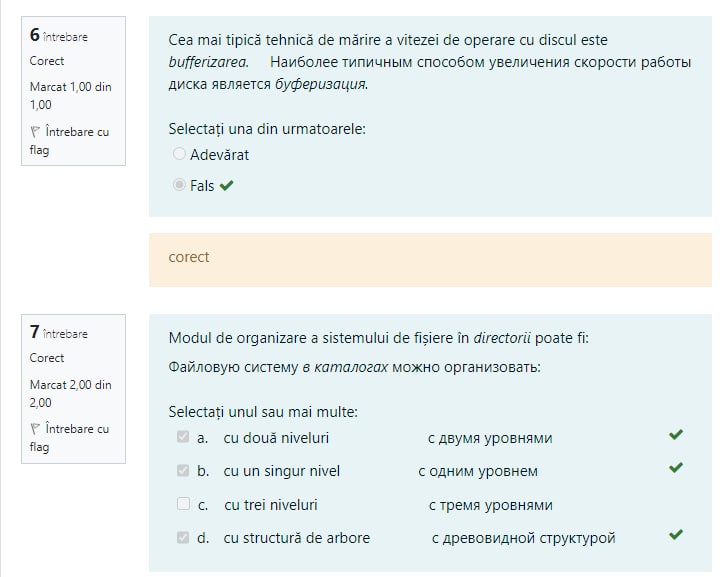 6 întrebare
Corect
Marcat 1,00 din
1,00
Întrebare cu
flag
Cea mai tipică tehnică de mărire a vitezei de operare cu discul este
bufferizarea. Наиболее типичным способом увеличения скорости работы
диска является буферизация.
Selectați una din urmatoarele:
Adevărat
Fals
corect
7 întrebare
Corect
Marcat 2,00 din
2,00
Întrebare cu
flag
Modul de organizare a sistemului de fișiere în directorii poate fi:
Файловую систему в каталогах можно организовать:
Selectați unul sau mai multe:
a. cu două niveluri с двумя уровнями
b. cu un singur nivel с одним уровнем
c. cu trei niveluri с тремя уровнями
d. cu structură de arbore с древовидной структурой